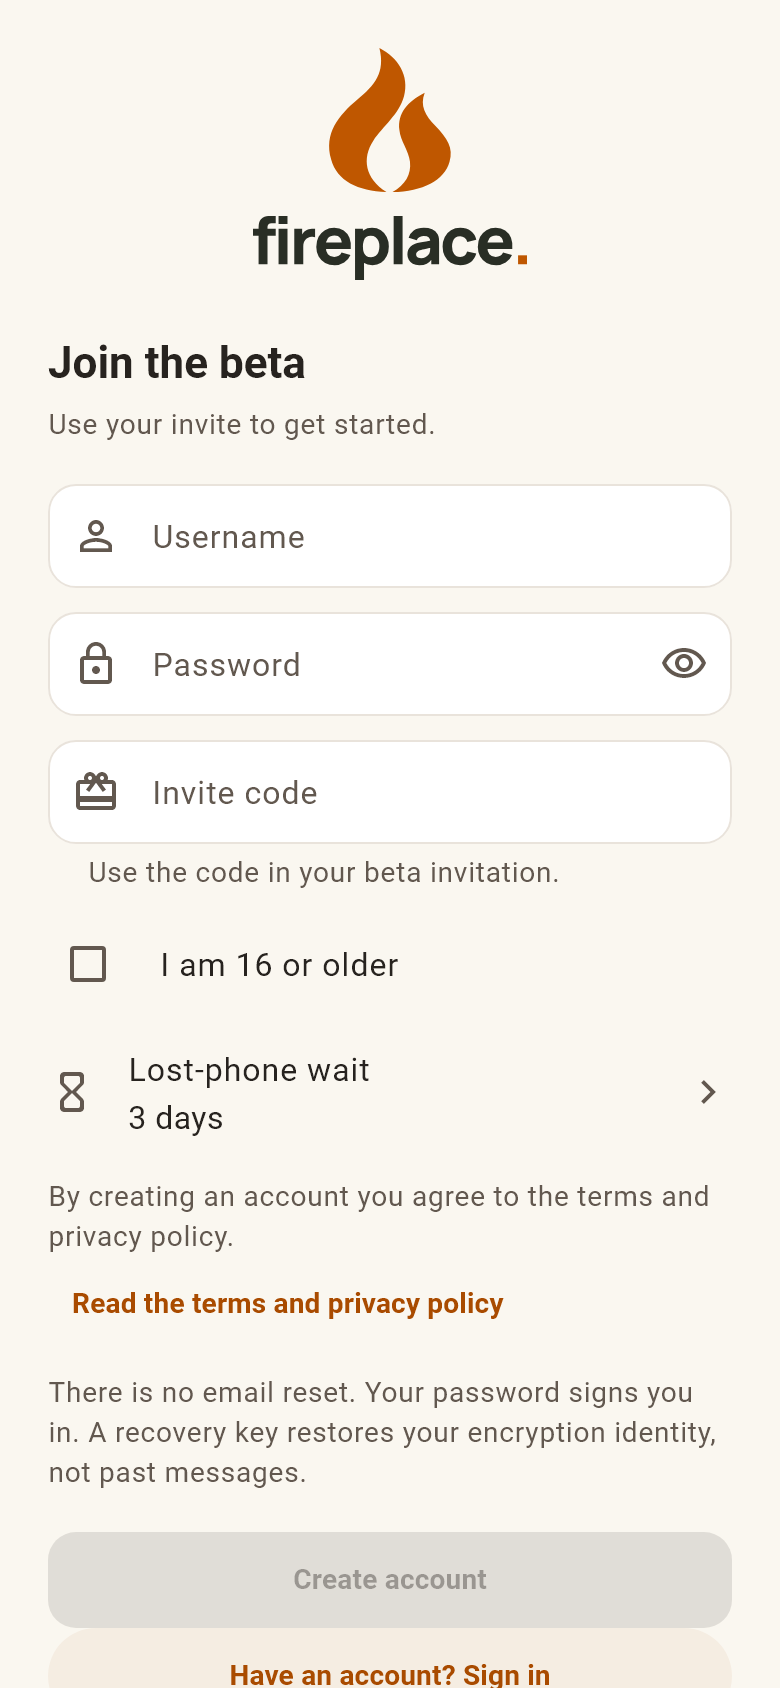 fireplace.
Join the beta
Use your invite to get started.
Username
Password
Invite code
Use the code in your beta invitation.
I am 16 or older
Lost-phone wait
3 days
By creating an account you agree to the terms and
privacy policy.
Read the terms and privacy policy
There is no email reset. Your password signs you
in. A recovery key restores your encryption identity,
not past messages.
Create account
Have an account? Sign in